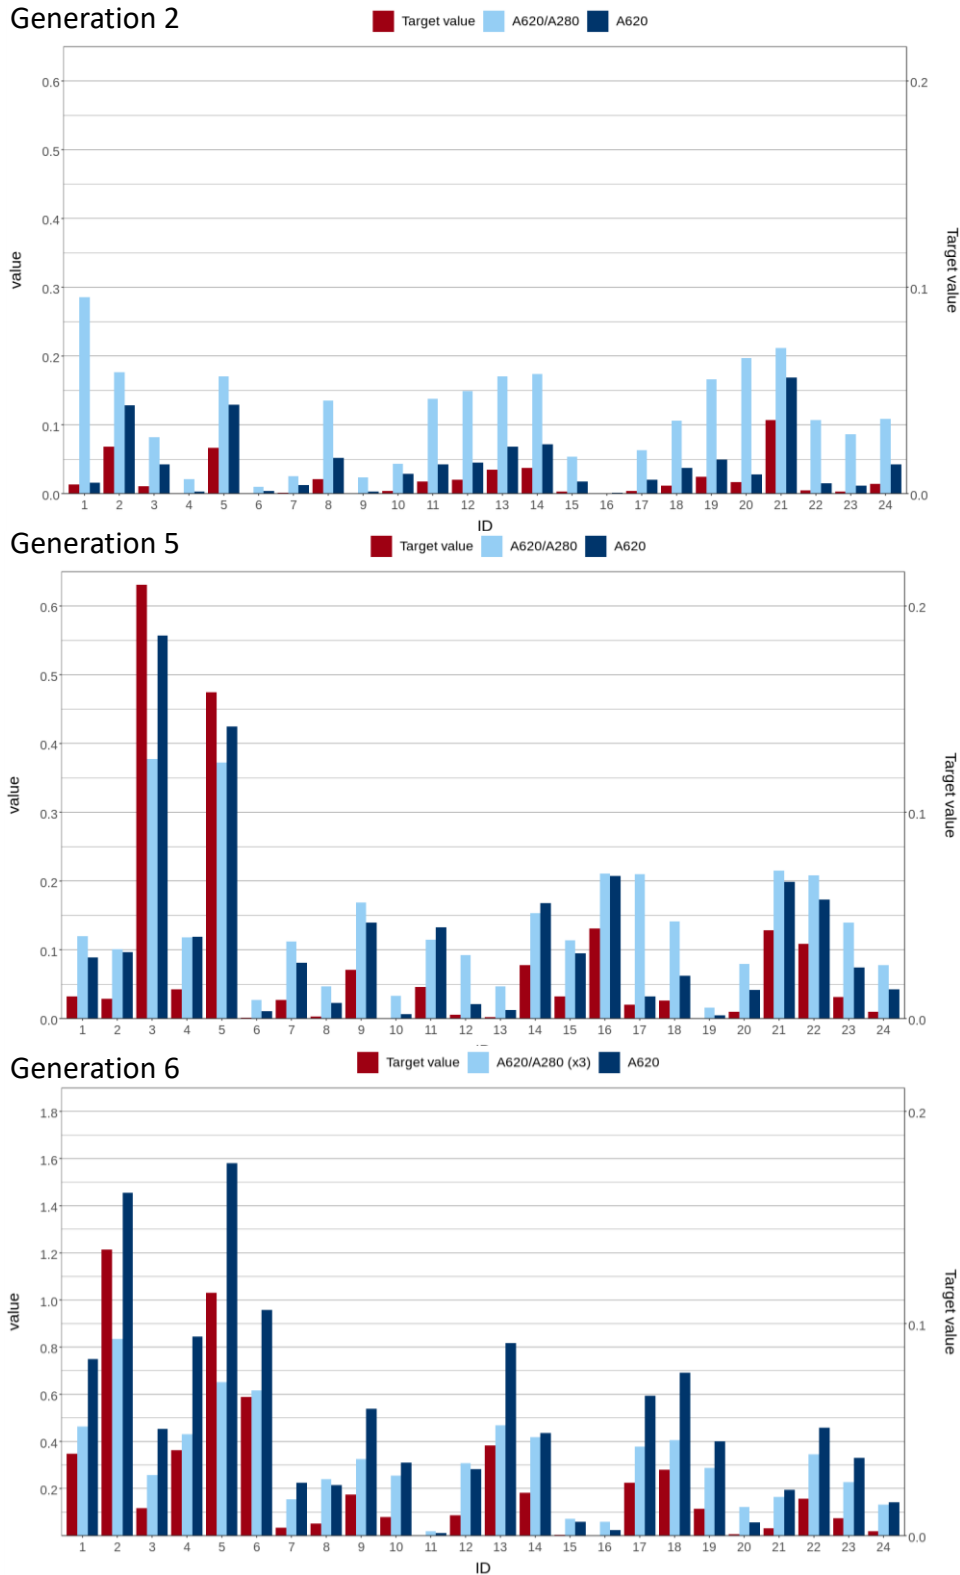 Generation 2
Target value A620/A280 A620
0.6 0.2
0.5
0.4
0.3 0.1
0.2
0.1
0.0 0.0
value
Target value
1 2 3 4 5 6 7 8 9 10 11 12 13 14 15 16 17 18 19 20 21 22 23 24
ID
Generation 5
Target value A620/A280 A620
0.6 0.2
0.5
0.4
0.3 0.1
0.2
0.1
0.0 0.0
value
Target value
1 2 3 4 5 6 7 8 9 10 11 12 13 14 15 16 17 18 19 20 21 22 23 24
Generation 6
Target value A620/A280 (x3) A620
1.8 0.2
1.6
1.4
1.2
1.0 0.1
0.8
0.6
0.4
0.2
0.0
value
Target value
1 2 3 4 5 6 7 8 9 10 11 12 13 14 15 16 17 18 19 20 21 22 23 24
ID